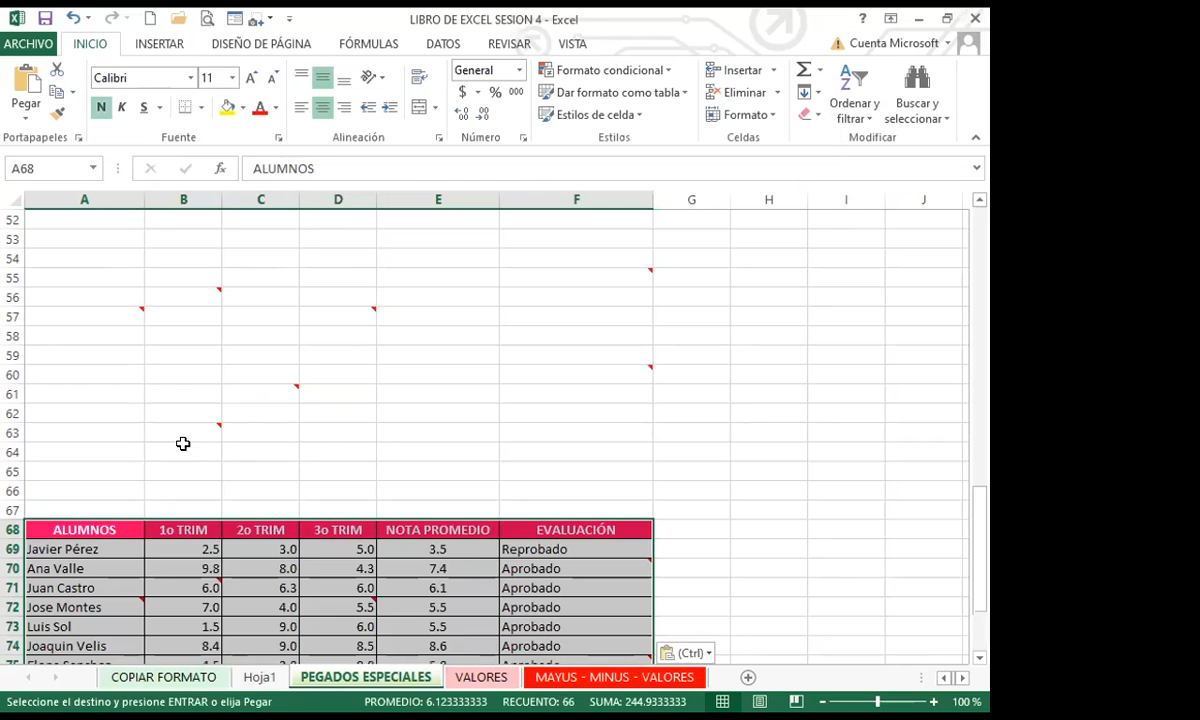 LIBRO DE EXCEL SESION 4 - Excel
ARCHIVO INICIO INSERTAR DISEÑO DE PÁGINA FÓRMULAS DATOS REVISAR VISTA Cuenta Microsoft
Calibri 11 General Formato condicional Insertar
Pegar N K S $ % 000 Dar formato como tabla Eliminar Ordenar y filtrar Buscar y seleccionar
Estilos de celda Formato
Portapapeles Fuente Alineación Número Estilos Celdas Modificar
A68 fx ALUMNOS
A B C D E F G H I J
52
53
54
55
56
57
58
59
60
61
62
63
64
65
66
67
68 ALUMNOS 1o TRIM 2o TRIM 3o TRIM NOTA PROMEDIO EVALUACIÓN
69 Javier Pérez 2.5 3.0 5.0 3.5 Reprobado
70 Ana Valle 9.8 8.0 4.3 7.4 Aprobado
71 Juan Castro 6.0 6.3 6.0 6.1 Aprobado
72 Jose Montes 7.0 4.0 5.5 5.5 Aprobado
73 Luis Sol 1.5 9.0 6.0 5.5 Aprobado
74 Joaquin Velis 8.4 9.0 8.5 8.6 Aprobado
(Ctrl)
COPIAR FORMATO Hoja1 PEGADOS ESPECIALES VALORES MAYUS - MINUS - VALORES
Seleccione el destino y presione ENTRAR o elija Pegar PROMEDIO: 6.123333333 RECUENTO: 66 SUMA: 244.9333333 100 %